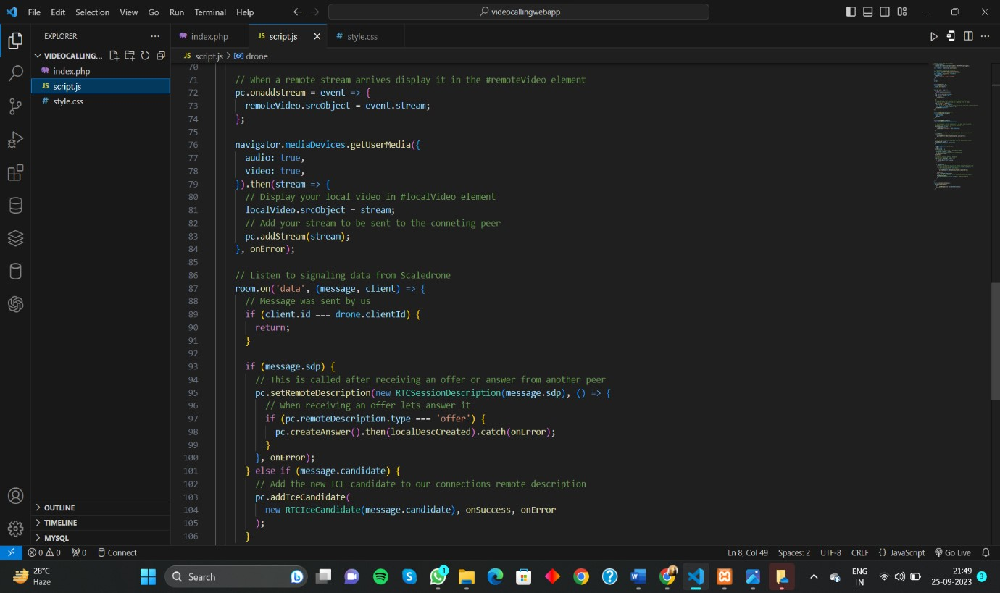 File Edit Selection View Go Run Terminal Help
videocallingwebapp
EXPLORER
VIDEOCALLING...
index.php
script.js
style.css
OUTLINE
TIMELINE
MYSQL
JS script.js
index.php
# style.css
JS script.js > drone
70
71 // When a remote stream arrives display it in the #remoteVideo element
72 pc.onaddstream = event => {
73 remoteVideo.srcObject = event.stream;
74 };
75
76 navigator.mediaDevices.getUserMedia({
77 audio: true,
78 video: true,
79 }).then(stream => {
80 // Display your local video in #localVideo element
81 localVideo.srcObject = stream;
82 // Add your stream to be sent to the conneting peer
83 pc.addStream(stream);
84 }, onError);
85
86 // Listen to signaling data from Scaledrone
87 room.on('data', (message, client) => {
88 // Message was sent by us
89 if (client.id === drone.clientId) {
90 return;
91 }
92
93 if (message.sdp) {
94 // This is called after receiving an offer or answer from another peer
95 pc.setRemoteDescription(new RTCSessionDescription(message.sdp), () => {
96 // When receiving an offer lets answer it
97 if (pc.remoteDescription.type === 'offer') {
98 pc.createAnswer().then(localDescCreated).catch(onError);
99 }
100 }, onError);
101 } else if (message.candidate) {
102 // Add the new ICE candidate to our connections remote description
103 pc.addIceCandidate(
104 new RTCIceCandidate(message.candidate), onSuccess, onError
105 );
106 }
0 0 0 Connect
Ln 8, Col 49 Spaces: 2 UTF-8 CRLF {} JavaScript Go Live
28°C
Haze
Search
1
ENG
IN
21:49
25-09-2023
3